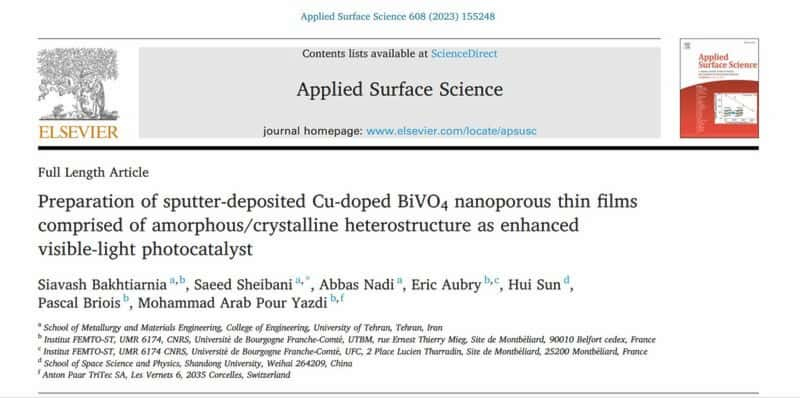 Applied Surface Science 608 (2023) 155248
Contents lists available at ScienceDirect
Applied Surface Science
journal homepage: www.elsevier.com/locate/apsusc
ELSEVIER
Applied
Surface Science
Full Length Article
Preparation of sputter-deposited Cu-doped BiVO₄ nanoporous thin films
comprised of amorphous/crystalline heterostructure as enhanced
visible-light photocatalyst
Siavash Bakhtiarnia a,b, Saeed Sheibani a,*, Abbas Nadi a, Eric Aubry b,c, Hui Sun d,
Pascal Briois b, Mohammad Arab Pour Yazdi b,f
a School of Metallurgy and Materials Engineering, College of Engineering, University of Tehran, Tehran, Iran
b Institut FEMTO-ST, UMR 6174, CNRS, Université de Bourgogne Franche-Comté, UTBM, rue Ernest Thierry Mieg, Site de Montbéliard, 90010 Belfort cedex, France
c Institut FEMTO-ST, UMR 6174 CNRS, Université de Bourgogne Franche-Comté, UFC, 2 Place Lucien Tharradin, Site de Montbéliard, 25200 Montbéliard, France
d School of Space Science and Physics, Shandong University, Weihai 264209, China
f Anton Paar TriTec SA, Les Vernets 6, 2035 Corcelles, Switzerland